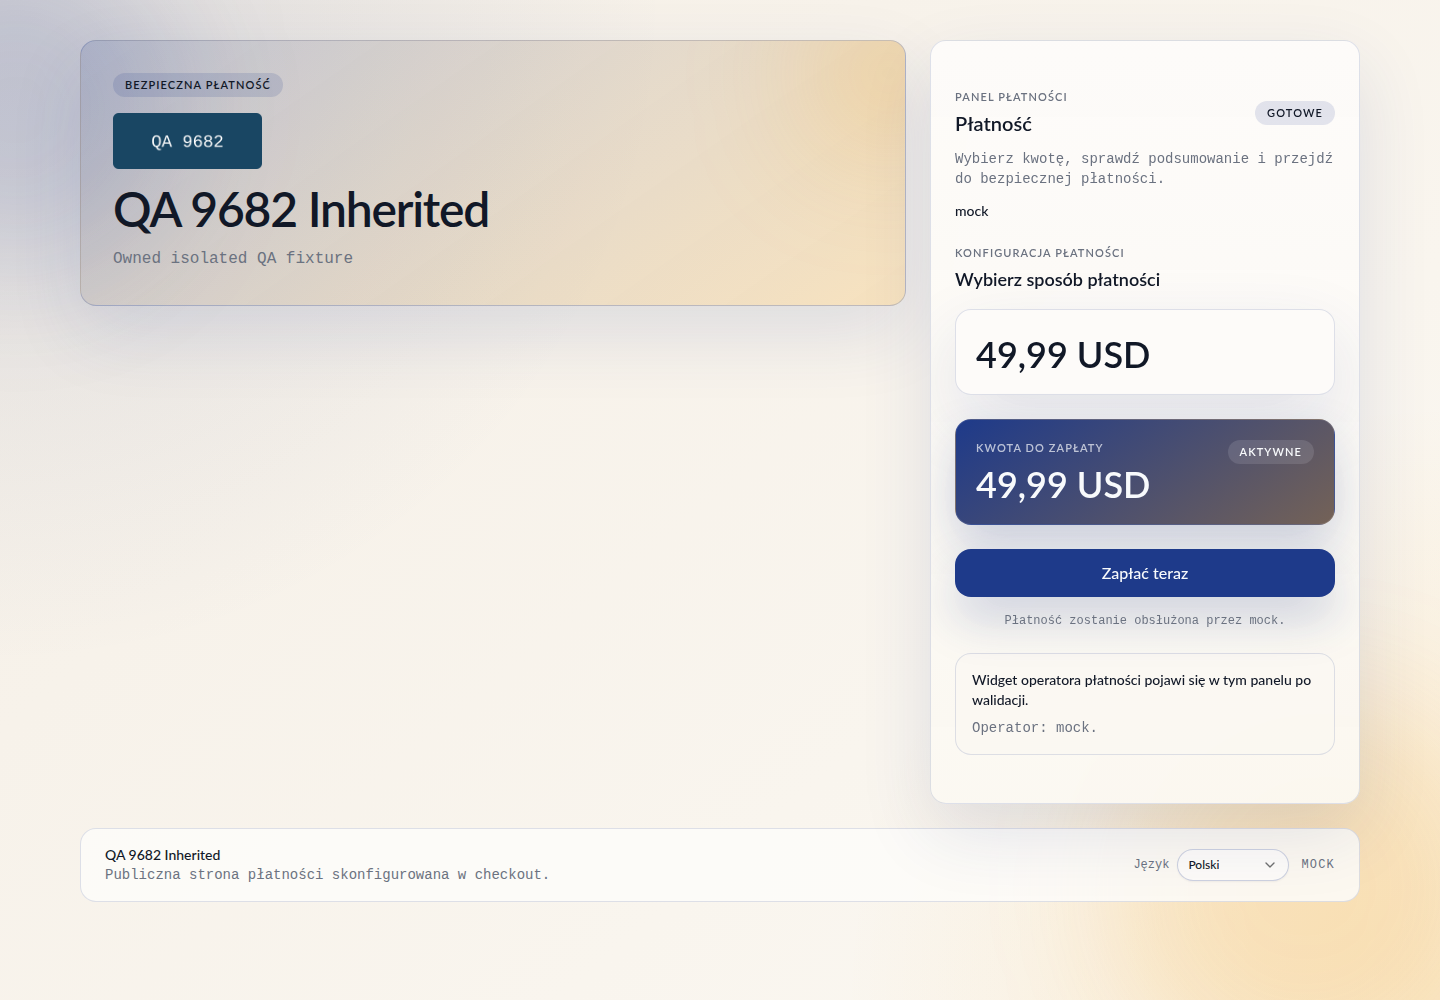 BEZPIECZNA PŁATNOŚĆ
QA 9682
QA 9682 Inherited
Owned isolated QA fixture
PANEL PŁATNOŚCI
Płatność
GOTOWE
Wybierz kwotę, sprawdź podsumowanie i przejdź
do bezpiecznej płatności.
mock
KONFIGURACJA PŁATNOŚCI
Wybierz sposób płatności
49,99 USD
KWOTA DO ZAPŁATY
AKTYWNE
49,99 USD
Zapłać teraz
Płatność zostanie obsłużona przez mock.
Widget operatora płatności pojawi się w tym panelu po
walidacji.
Operator: mock.
QA 9682 Inherited
Publiczna strona płatności skonfigurowana w checkout.
Język
Polski
MOCK